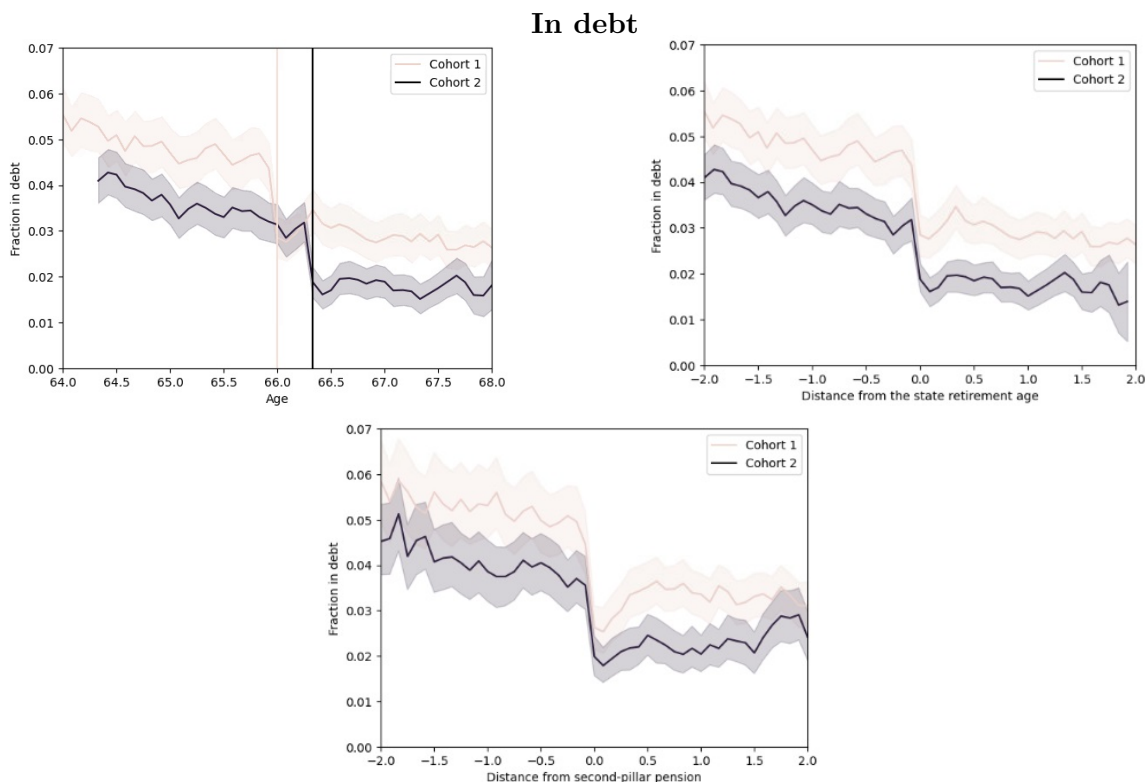 In debt
0.07
0.06
0.05
0.04
0.03
0.02
0.01
0.00
Fraction in debt
Cohort 1
Cohort 2
64.0 64.5 65.0 65.5 66.0 66.5 67.0 67.5 68.0
Age
0.07
0.06
0.05
0.04
0.03
0.02
0.01
0.00
Fraction in debt
Cohort 1
Cohort 2
−2.0 −1.5 −1.0 −0.5 0.0 0.5 1.0 1.5 2.0
Distance from the state retirement age
0.07
0.06
0.05
0.04
0.03
0.02
0.01
0.00
Fraction in debt
Cohort 1
Cohort 2
−2.0 −1.5 −1.0 −0.5 0.0 0.5 1.0 1.5 2.0
Distance from second-pillar pension